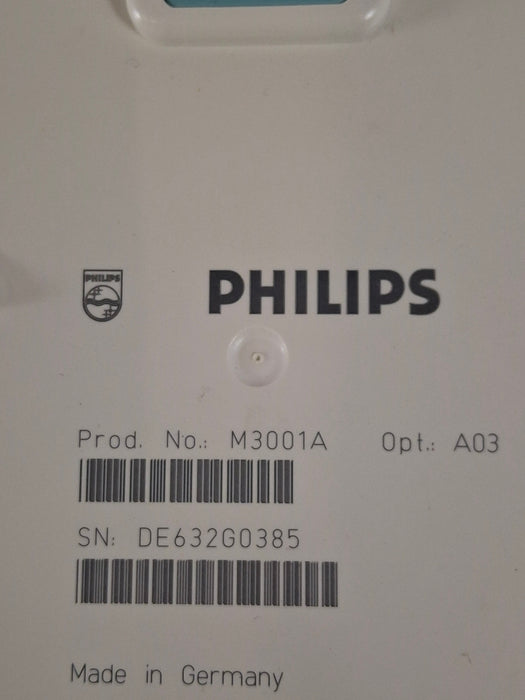 PHILIPS
PHILIPS
Prod. No.: M3001A Opt.: A03
SN: DE632G0385
Made in Germany